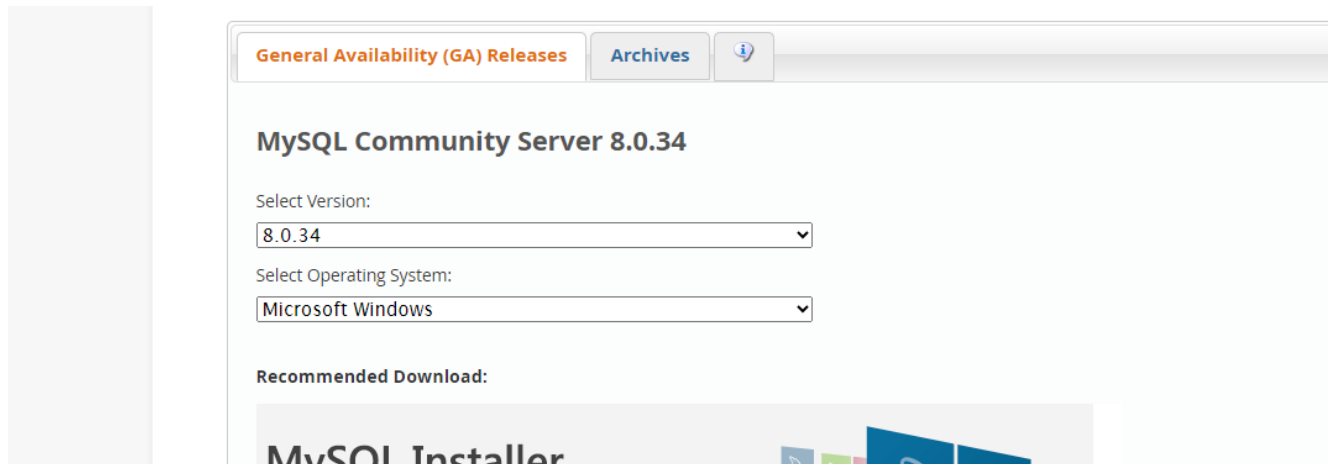 General Availability (GA) Releases Archives
MySQL Community Server 8.0.34
Select Version:
8.0.34
Select Operating System:
Microsoft Windows
Recommended Download:
MySQL Installer